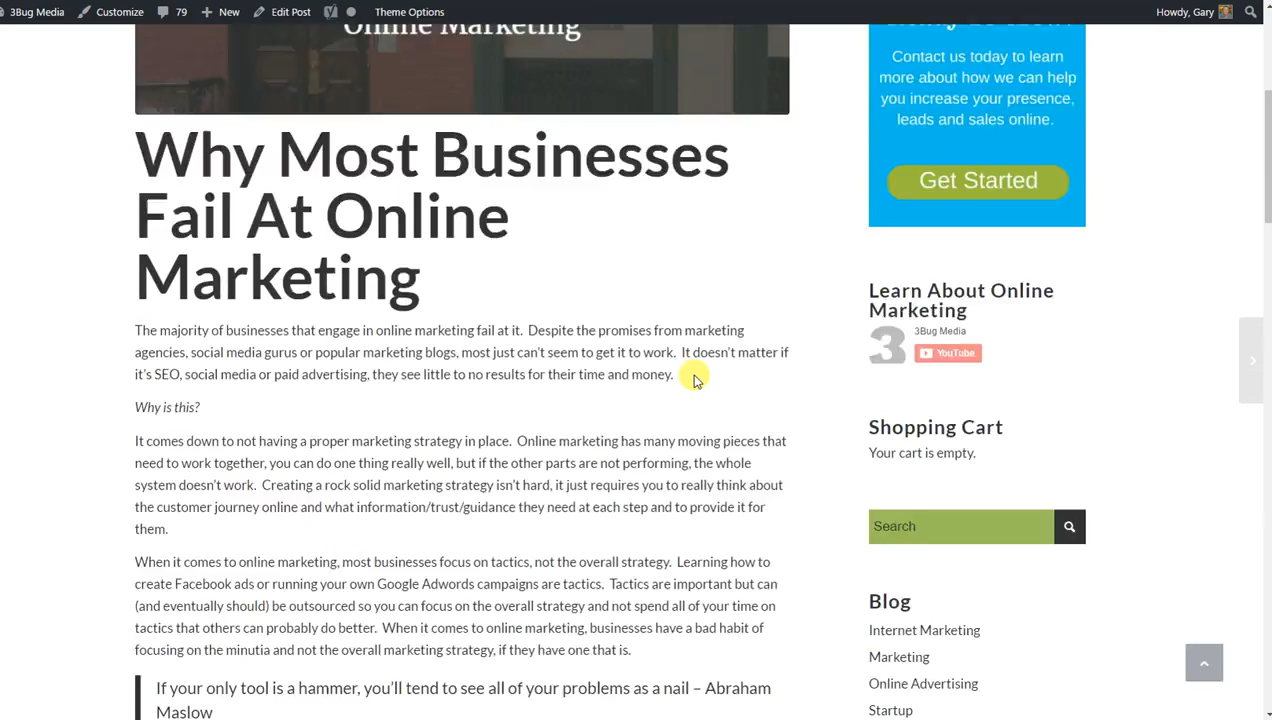 3Bug Media Customize 79 New Edit Post Theme Options Howdy, Gary
Online Marketing
Why Most Businesses
Fail At Online
Marketing
The majority of businesses that engage in online marketing fail at it. Despite the promises from marketing
agencies, social media gurus or popular marketing blogs, most just can't seem to get it to work. It doesn't matter if
it's SEO, social media or paid advertising, they see little to no results for their time and money.
Why is this?
It comes down to not having a proper marketing strategy in place. Online marketing has many moving pieces that
need to work together, you can do one thing really well, but if the other parts are not performing, the whole
system doesn't work. Creating a rock solid marketing strategy isn't hard, it just requires you to really think about
the customer journey online and what information/trust/guidance they need at each step and to provide it for
them.
When it comes to online marketing, most businesses focus on tactics, not the overall strategy. Learning how to
create Facebook ads or running your own Google Adwords campaigns are tactics. Tactics are important but can
(and eventually should) be outsourced so you can focus on the overall strategy and not spend all of your time on
tactics that others can probably do better. When it comes to online marketing, businesses have a bad habit of
focusing on the minutia and not the overall marketing strategy, if they have one that is.
If your only tool is a hammer, you'll tend to see all of your problems as a nail – Abraham
Maslow
Contact us today to learn
more about how we can help
you increase your presence,
leads and sales online.
Get Started
Learn About Online
Marketing
3
3Bug Media
YouTube
Shopping Cart
Your cart is empty.
Search
Blog
Internet Marketing
Marketing
Online Advertising
Startup